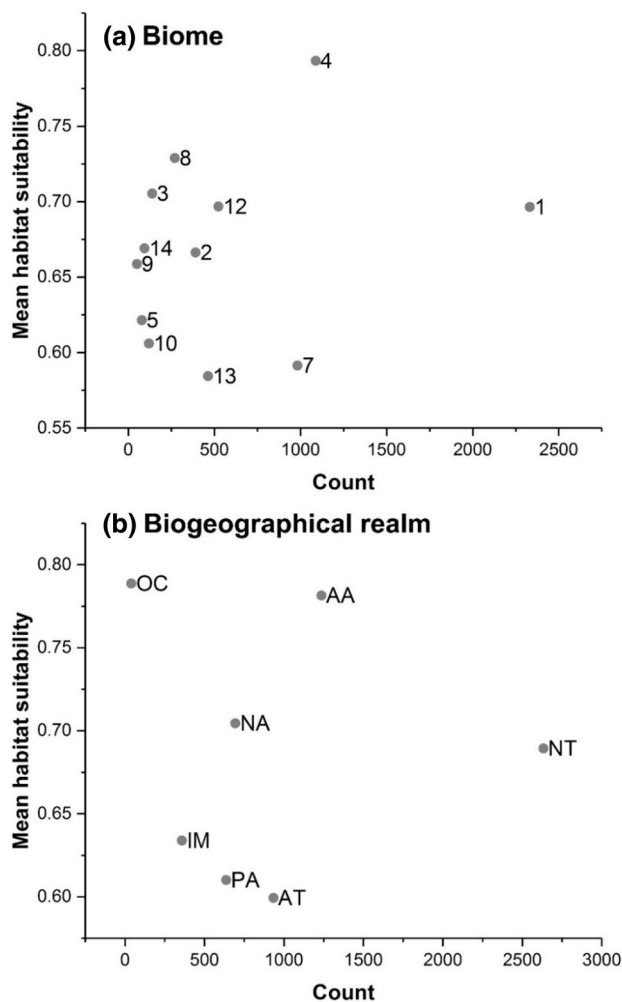 (a) Biome
0.80
0.75
0.70
0.65
0.60
0.55
Mean habitat suitability
4
8
3
12
1
14
2
9
5
10
7
13
0 500 1000 1500 2000 2500
Count
(b) Biogeographical realm
0.80
0.75
0.70
0.65
0.60
Mean habitat suitability
OC
AA
NA
NT
IM
PA
AT
0 500 1000 1500 2000 2500 3000
Count